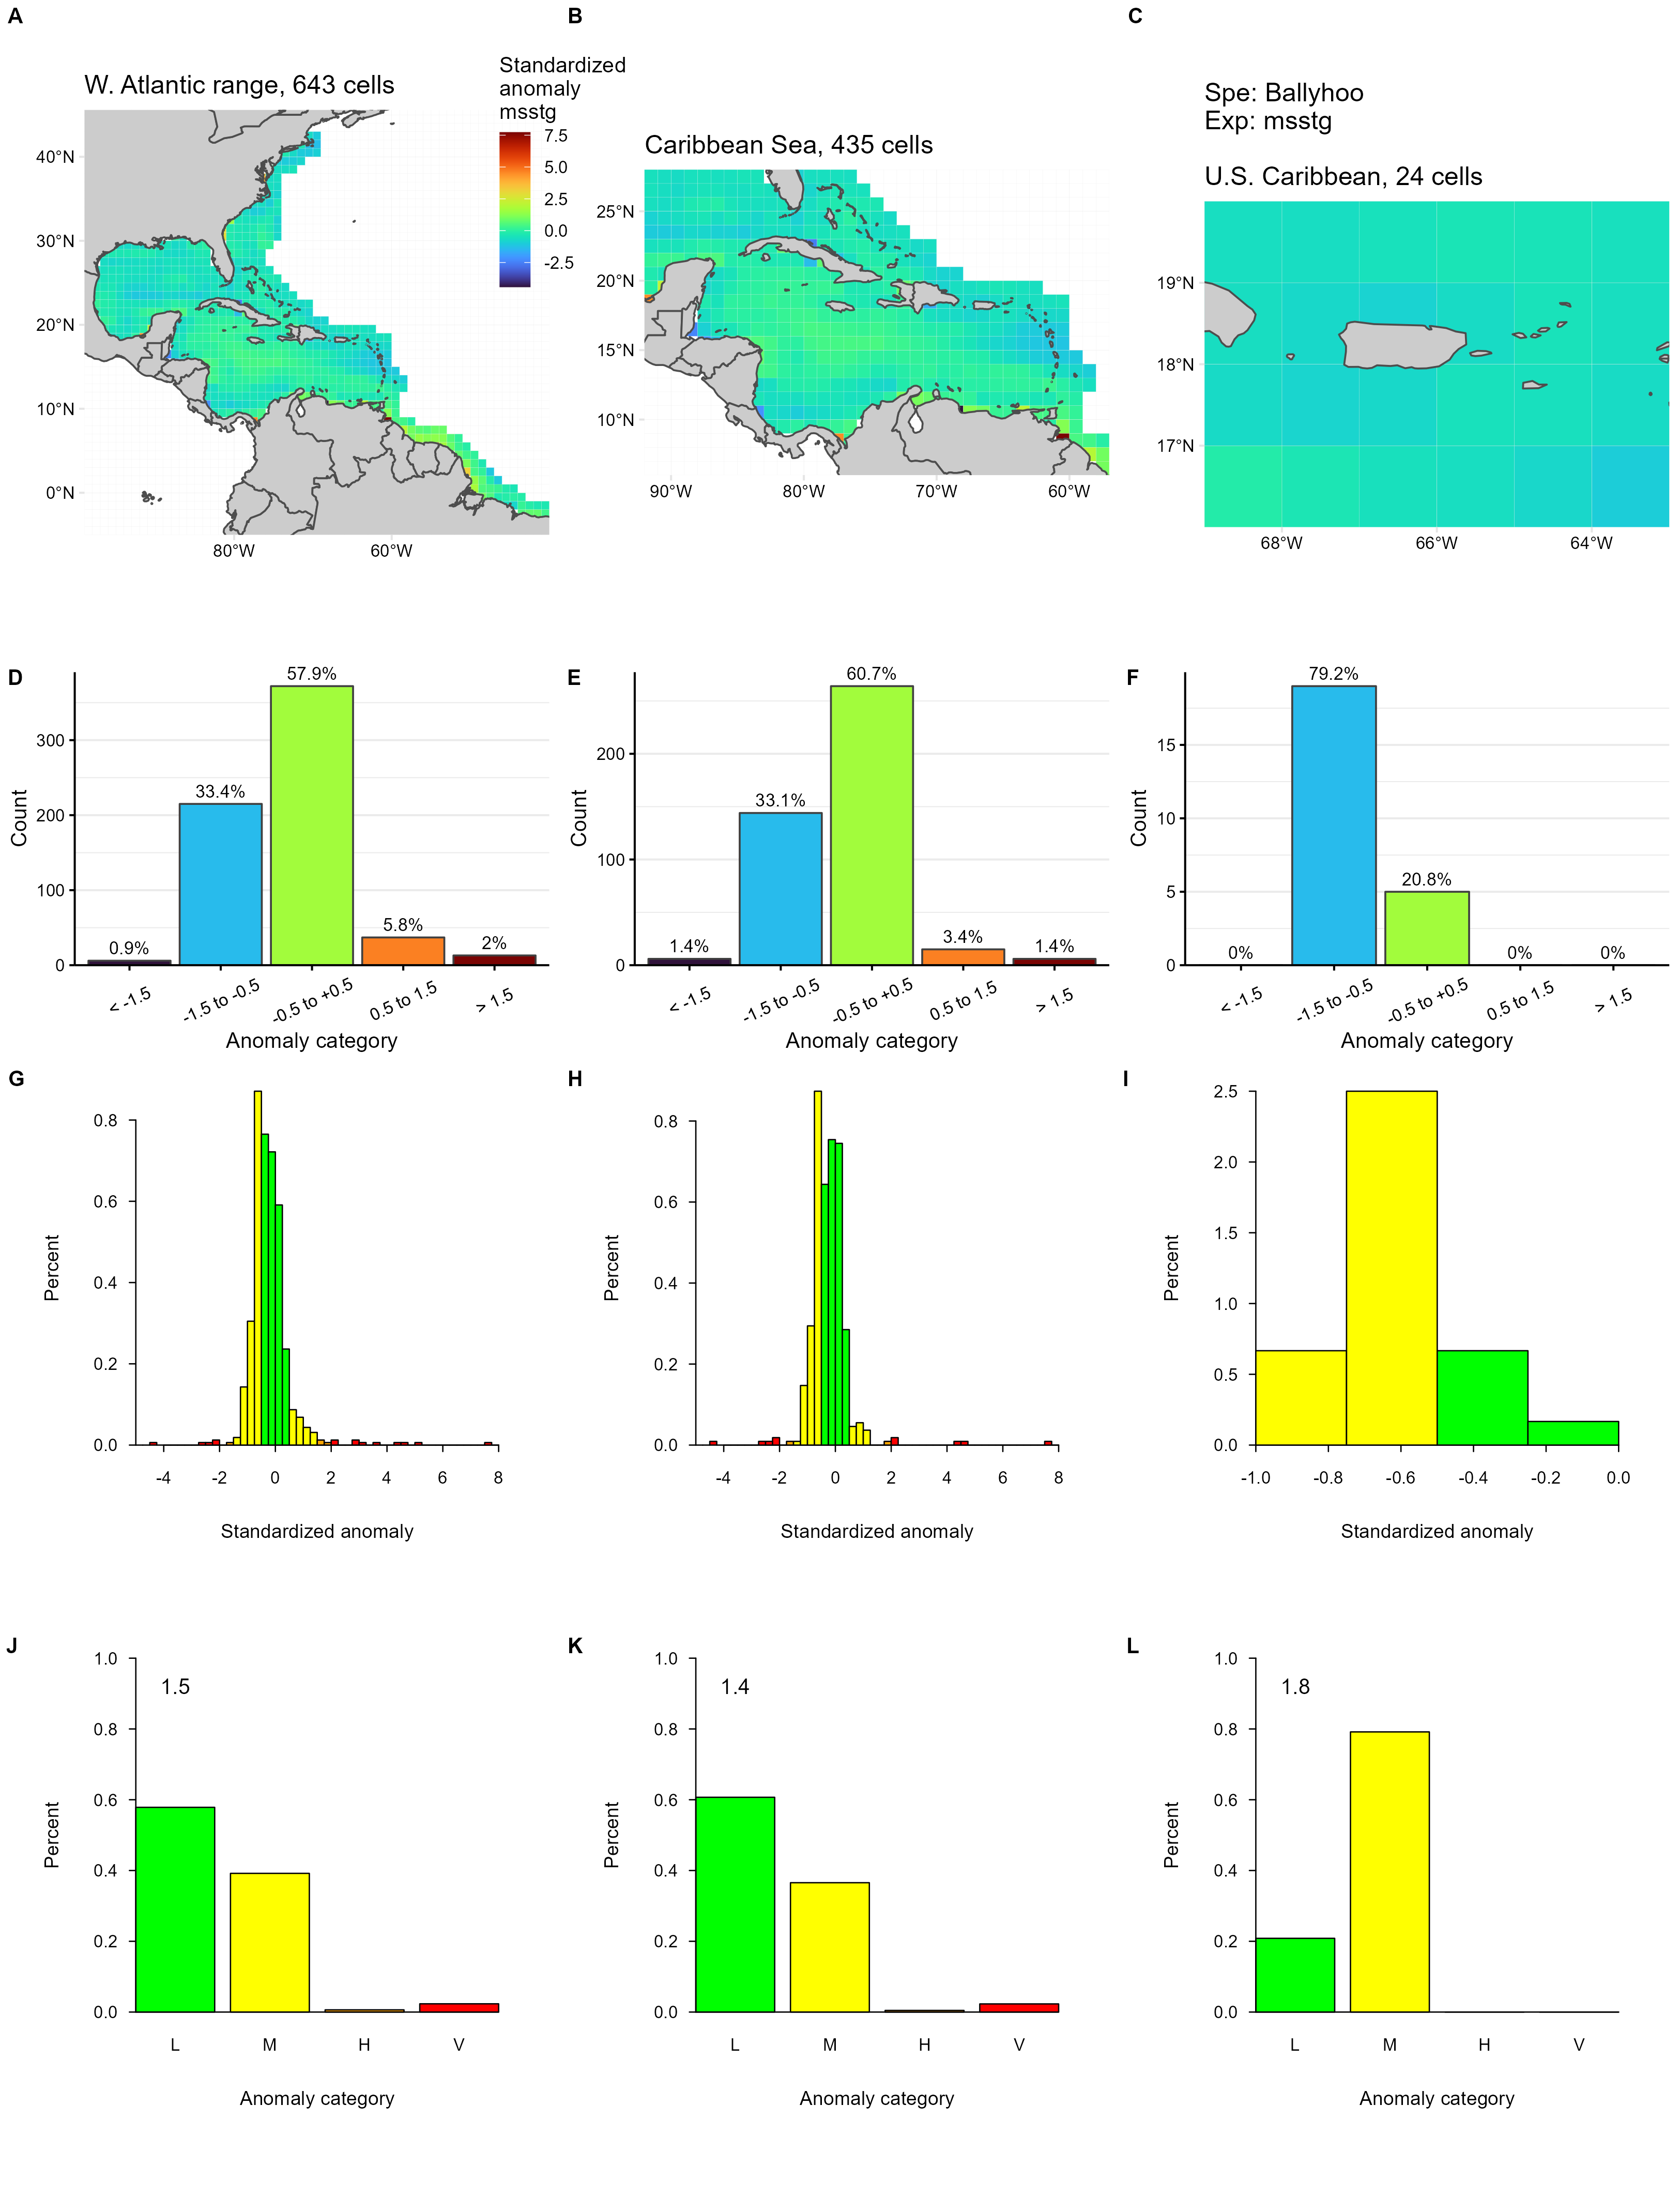 A
B
C
W. Atlantic range, 643 cells
Standardized
anomaly
msstg
7.5
5.0
2.5
0.0
-2.5
40°N
30°N
20°N
10°N
0°N
80°W
60°W
Caribbean Sea, 435 cells
25°N
20°N
15°N
10°N
90°W
80°W
70°W
60°W
Spe: Ballyhoo
Exp: msstg
U.S. Caribbean, 24 cells
19°N
18°N
17°N
68°W
66°W
64°W
D
Count
300
200
100
0
0.9%
33.4%
57.9%
5.8%
2%
< -1.5
-1.5 to -0.5
-0.5 to +0.5
0.5 to 1.5
> 1.5
Anomaly category
E
Count
200
100
0
1.4%
33.1%
60.7%
3.4%
1.4%
< -1.5
-1.5 to -0.5
-0.5 to +0.5
0.5 to 1.5
> 1.5
Anomaly category
F
Count
15
10
5
0
0%
79.2%
20.8%
0%
0%
< -1.5
-1.5 to -0.5
-0.5 to +0.5
0.5 to 1.5
> 1.5
Anomaly category
G
Percent
0.8
0.6
0.4
0.2
0.0
-4
-2
0
2
4
6
8
Standardized anomaly
H
Percent
0.8
0.6
0.4
0.2
0.0
-4
-2
0
2
4
6
8
Standardized anomaly
I
Percent
2.5
2.0
1.5
1.0
0.5
0.0
-1.0
-0.8
-0.6
-0.4
-0.2
0.0
Standardized anomaly
J
Percent
1.0
0.8
0.6
0.4
0.2
0.0
1.5
L
M
H
V
Anomaly category
K
Percent
1.0
0.8
0.6
0.4
0.2
0.0
1.4
L
M
H
V
Anomaly category
L
Percent
1.0
0.8
0.6
0.4
0.2
0.0
1.8
L
M
H
V
Anomaly category